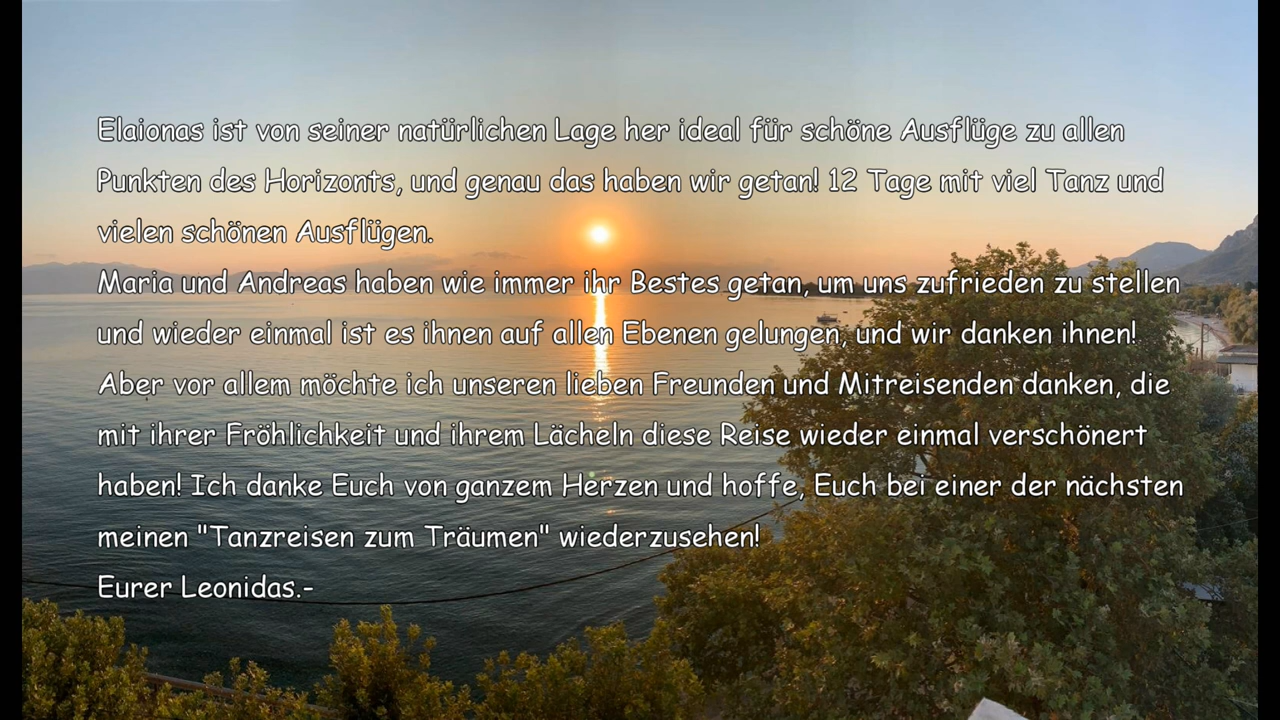 Elaionas ist von seiner natürlichen Lage her ideal für schöne Ausflüge zu allen
Punkten des Horizonts, und genau das haben wir getan! 12 Tage mit viel Tanz und
vielen schönen Ausflügen.
Maria und Andreas haben wie immer ihr Bestes getan, um uns zufrieden zu stellen
und wieder einmal ist es ihnen auf allen Ebenen gelungen, und wir danken ihnen!
Aber vor allem möchte ich unseren lieben Freunden und Mitreisenden danken, die
mit ihrer Fröhlichkeit und ihrem Lächeln diese Reise wieder einmal verschönert
haben! Ich danke Euch von ganzem Herzen und hoffe, Euch bei einer der nächsten
meinen "Tanzreisen zum Träumen" wiederzusehen!
Eurer Leonidas.-